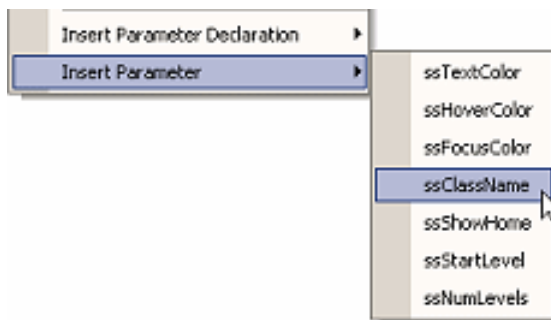 Insert Parameter Declaration
Insert Parameter
ssTextColor
ssHoverColor
ssFocusColor
ssClassName
ssShowHome
ssStartLevel
ssNumLevels